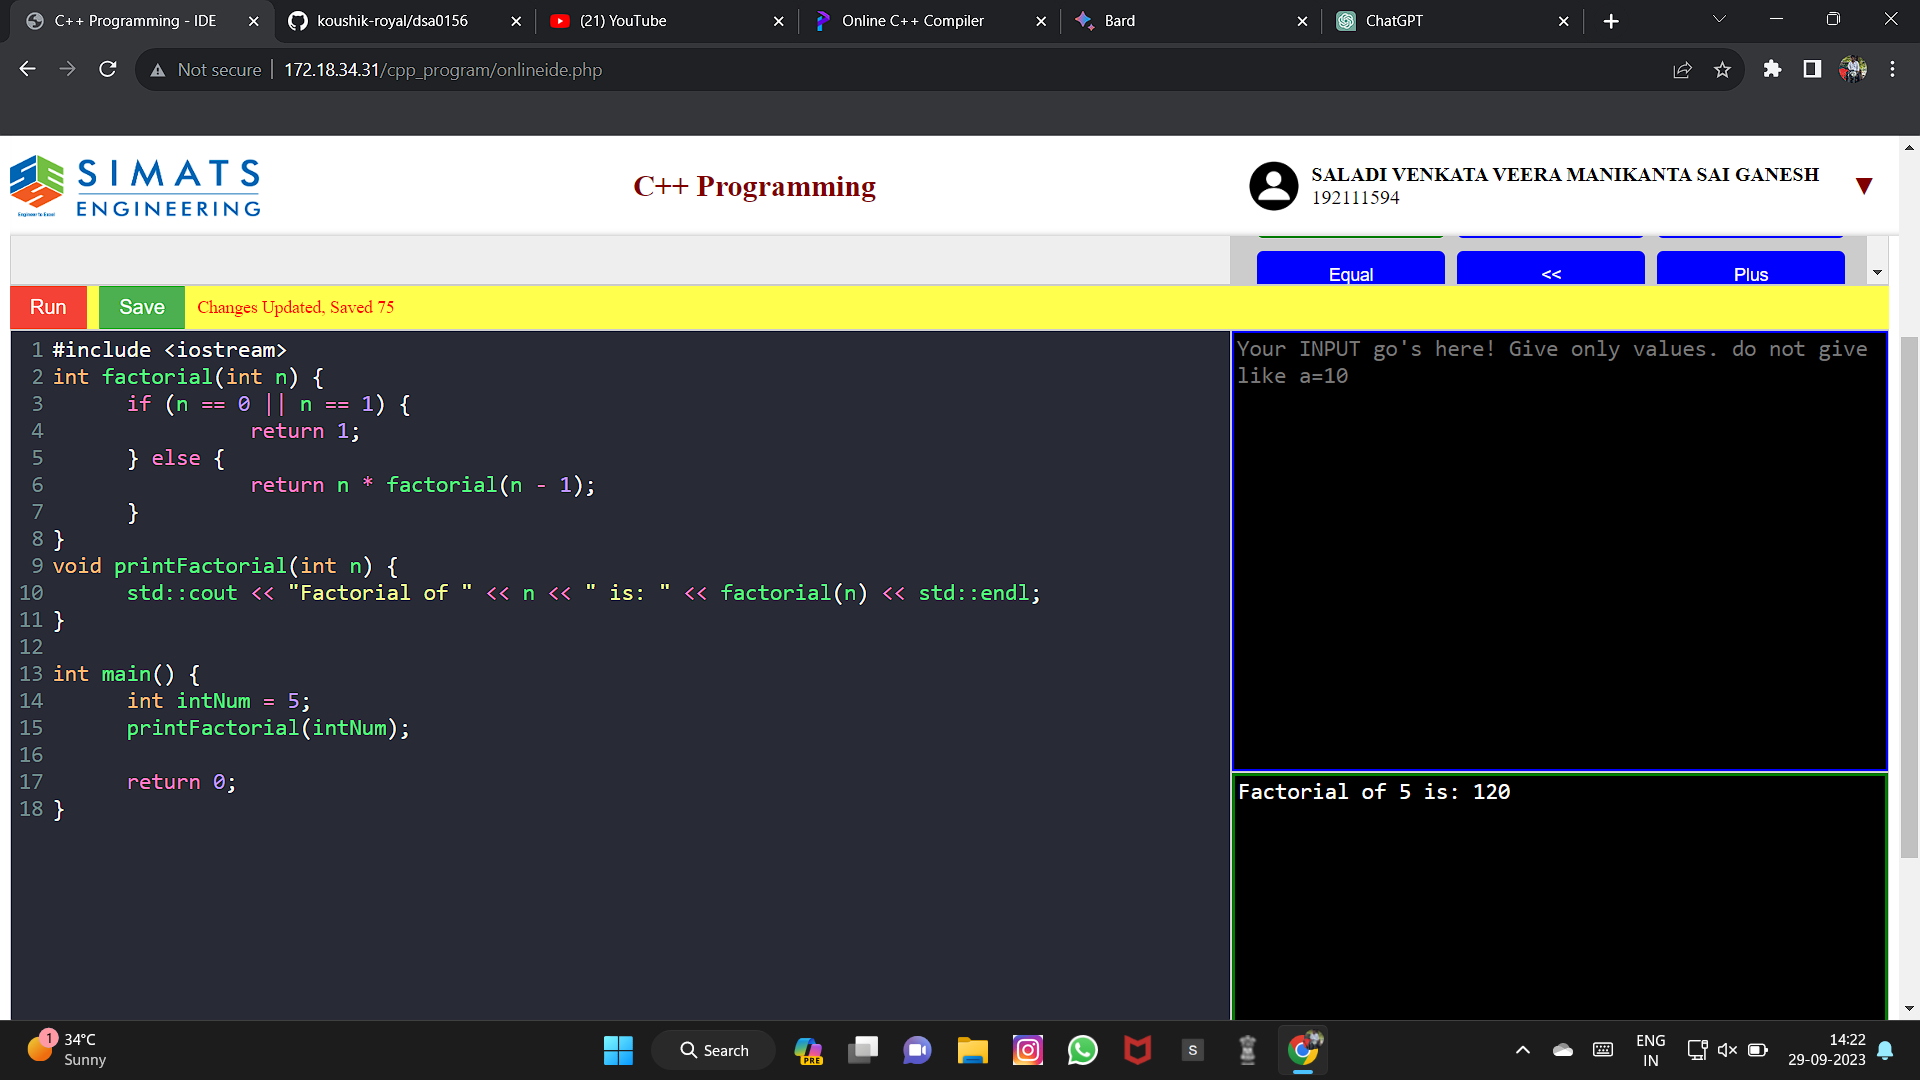 C++ Programming - IDE
koushik-royal/dsa0156
(21) YouTube
Online C++ Compiler
Bard
ChatGPT
Not secure
172.18.34.31/cpp_program/onlineide.php
SIMATS
ENGINEERING
Engineer to Excel
C++ Programming
SALADI VENKATA VEERA MANIKANTA SAI GANESH
192111594
Equal
<<
Plus
Run
Save
Changes Updated, Saved 75
1 #include <iostream>
2 int factorial(int n) {
3 if (n == 0 || n == 1) {
4 return 1;
5 } else {
6 return n * factorial(n - 1);
7 }
8 }
9 void printFactorial(int n) {
10 std::cout << "Factorial of " << n << " is: " << factorial(n) << std::endl;
11 }
12
13 int main() {
14 int intNum = 5;
15 printFactorial(intNum);
16
17 return 0;
18 }
Your INPUT go's here! Give only values. do not give
like a=10
Factorial of 5 is: 120
1
34°C
Sunny
Search
PRE
S
ENG
IN
14:22
29-09-2023